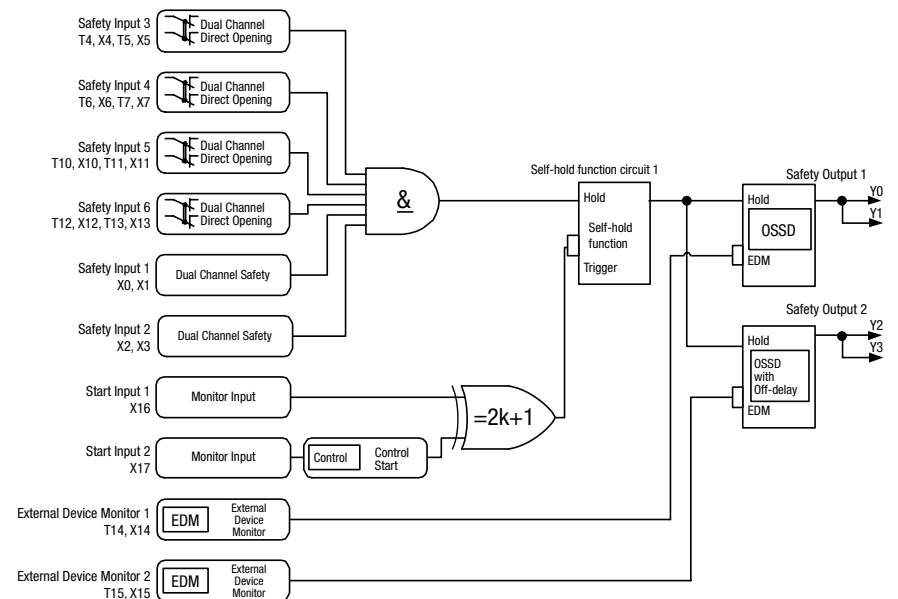 Safety Input 3
T4, X4, T5, X5
Dual Channel
Direct Opening
Safety Input 4
T6, X6, T7, X7
Dual Channel
Direct Opening
Safety Input 5
T10, X10, T11, X11
Dual Channel
Direct Opening
Safety Input 6
T12, X12, T13, X13
Dual Channel
Direct Opening
Safety Input 1
X0, X1
Dual Channel Safety
Safety Input 2
X2, X3
Dual Channel Safety
Start Input 1
X16
Monitor Input
Start Input 2
X17
Monitor Input
Control
Control
Start
External Device Monitor 1
T14, X14
EDM
External
Device
Monitor
External Device Monitor 2
T15, X15
EDM
External
Device
Monitor
&
=2k+1
Self-hold function circuit 1
Hold
Self-hold
function
Trigger
Safety Output 1
Hold
OSSD
EDM
Y0
Y1
Safety Output 2
Hold
OSSD
with
Off-delay
EDM
Y2
Y3